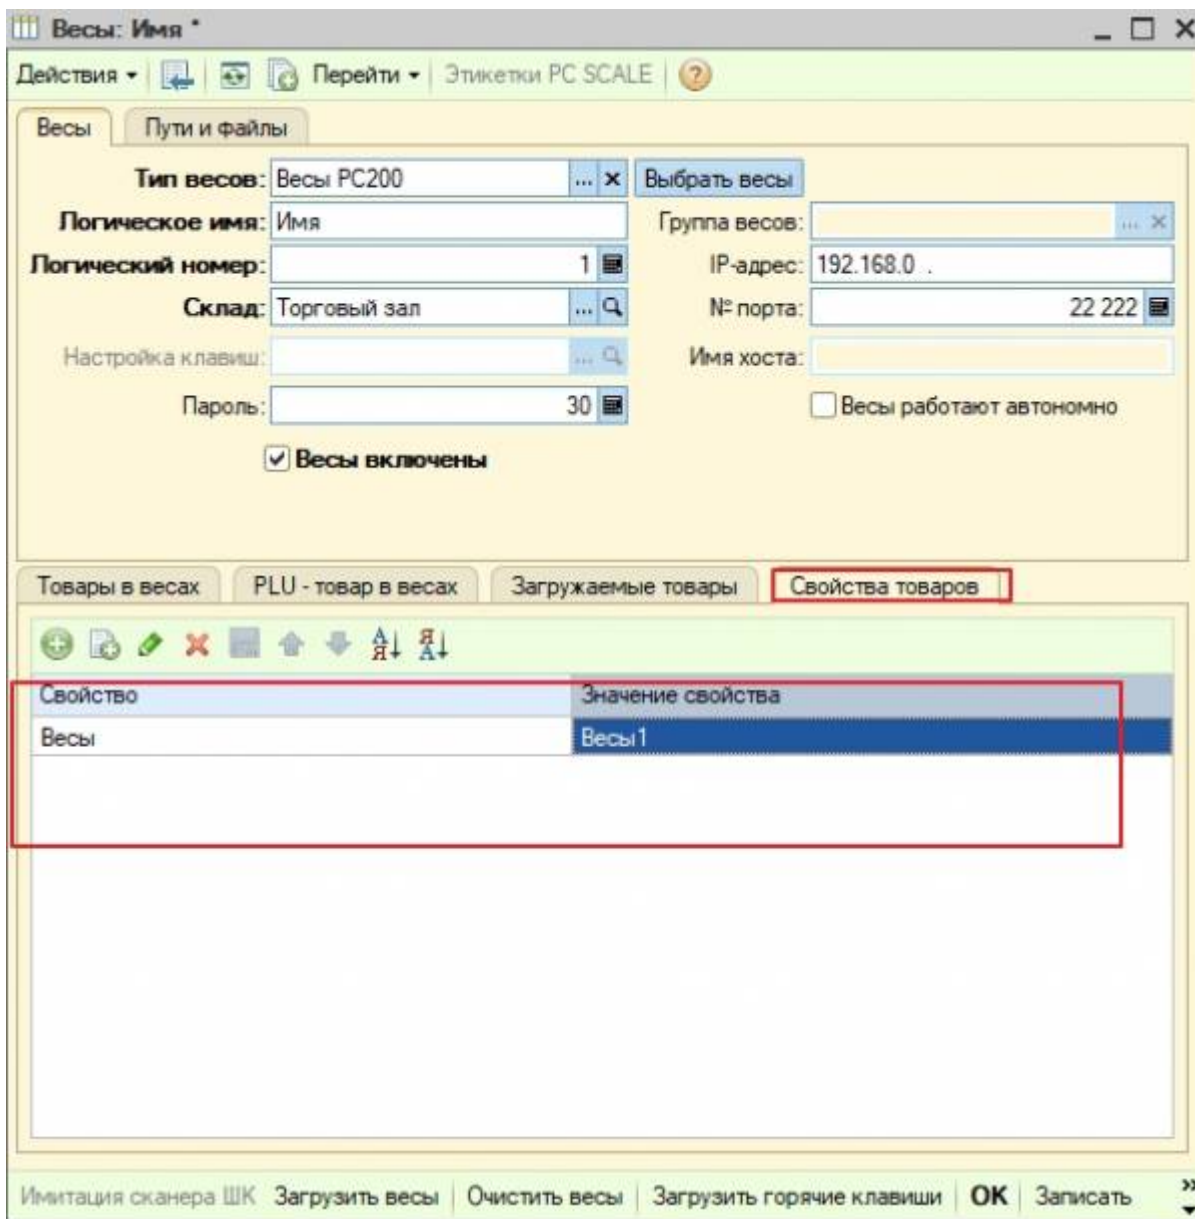 Весы: Имя *
Действия Перейти Этикетки PC SCALE ?
Весы Пути и файлы
Тип весов: Весы PC200 ... Выбрать весы
Логическое имя: Имя Группа весов: ...
Логический номер: 1 IP-адрес: 192.168.0 .
Склад: Торговый зал ... № порта: 22 222
Настройка клавиш: ... Имя хоста:
Пароль: 30 Весы работают автономно
Весы включены
Товары в весах PLU - товар в весах Загружаемые товары Свойства товаров
Свойство Значение свойства
Весы Весы1
Имитация сканера ШК Загрузить весы Очистить весы Загрузить горячие клавиши OK Записать